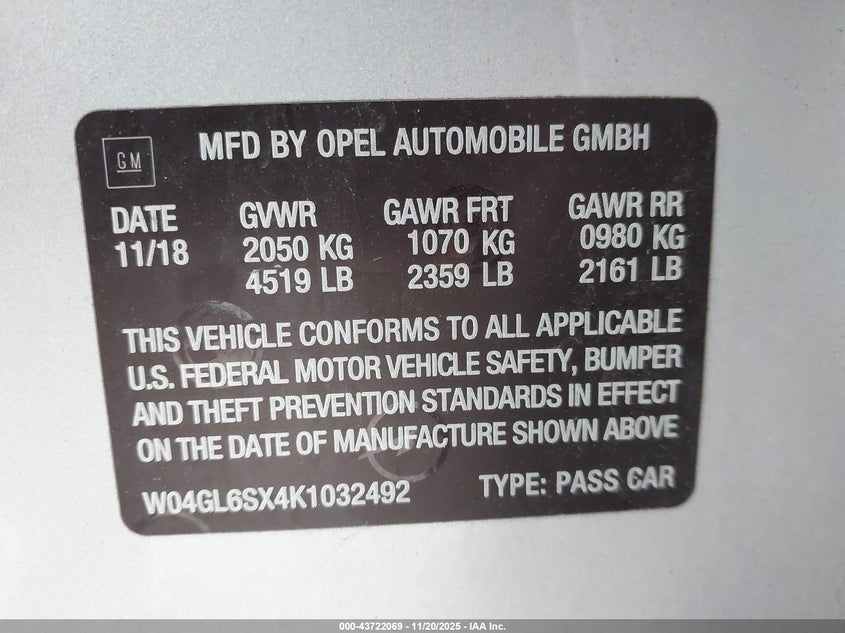 GM
MFD BY OPEL AUTOMOBILE GMBH
DATE GVWR GAWR FRT GAWR RR
11/18 2050 KG 1070 KG 0980 KG
4519 LB 2359 LB 2161 LB
THIS VEHICLE CONFORMS TO ALL APPLICABLE
U.S. FEDERAL MOTOR VEHICLE SAFETY, BUMPER
AND THEFT PREVENTION STANDARDS IN EFFECT
ON THE DATE OF MANUFACTURE SHOWN ABOVE
W04GL6SX4K1032492 TYPE: PASS CAR
000-43722069 - 11/20/2025 - IAA Inc.